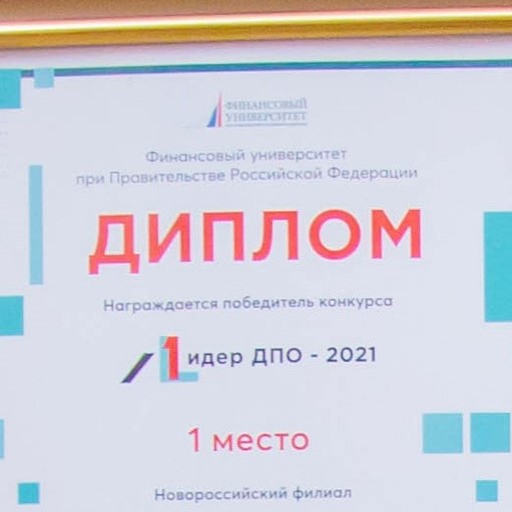 ФИНАНСОВЫЙ
УНИВЕРСИТЕТ
Финансовый университет
при Правительстве Российской Федерации
ДИПЛОМ
Награждается победитель конкурса
Лидер ДПО - 2021
1 место
Новороссийский филиал